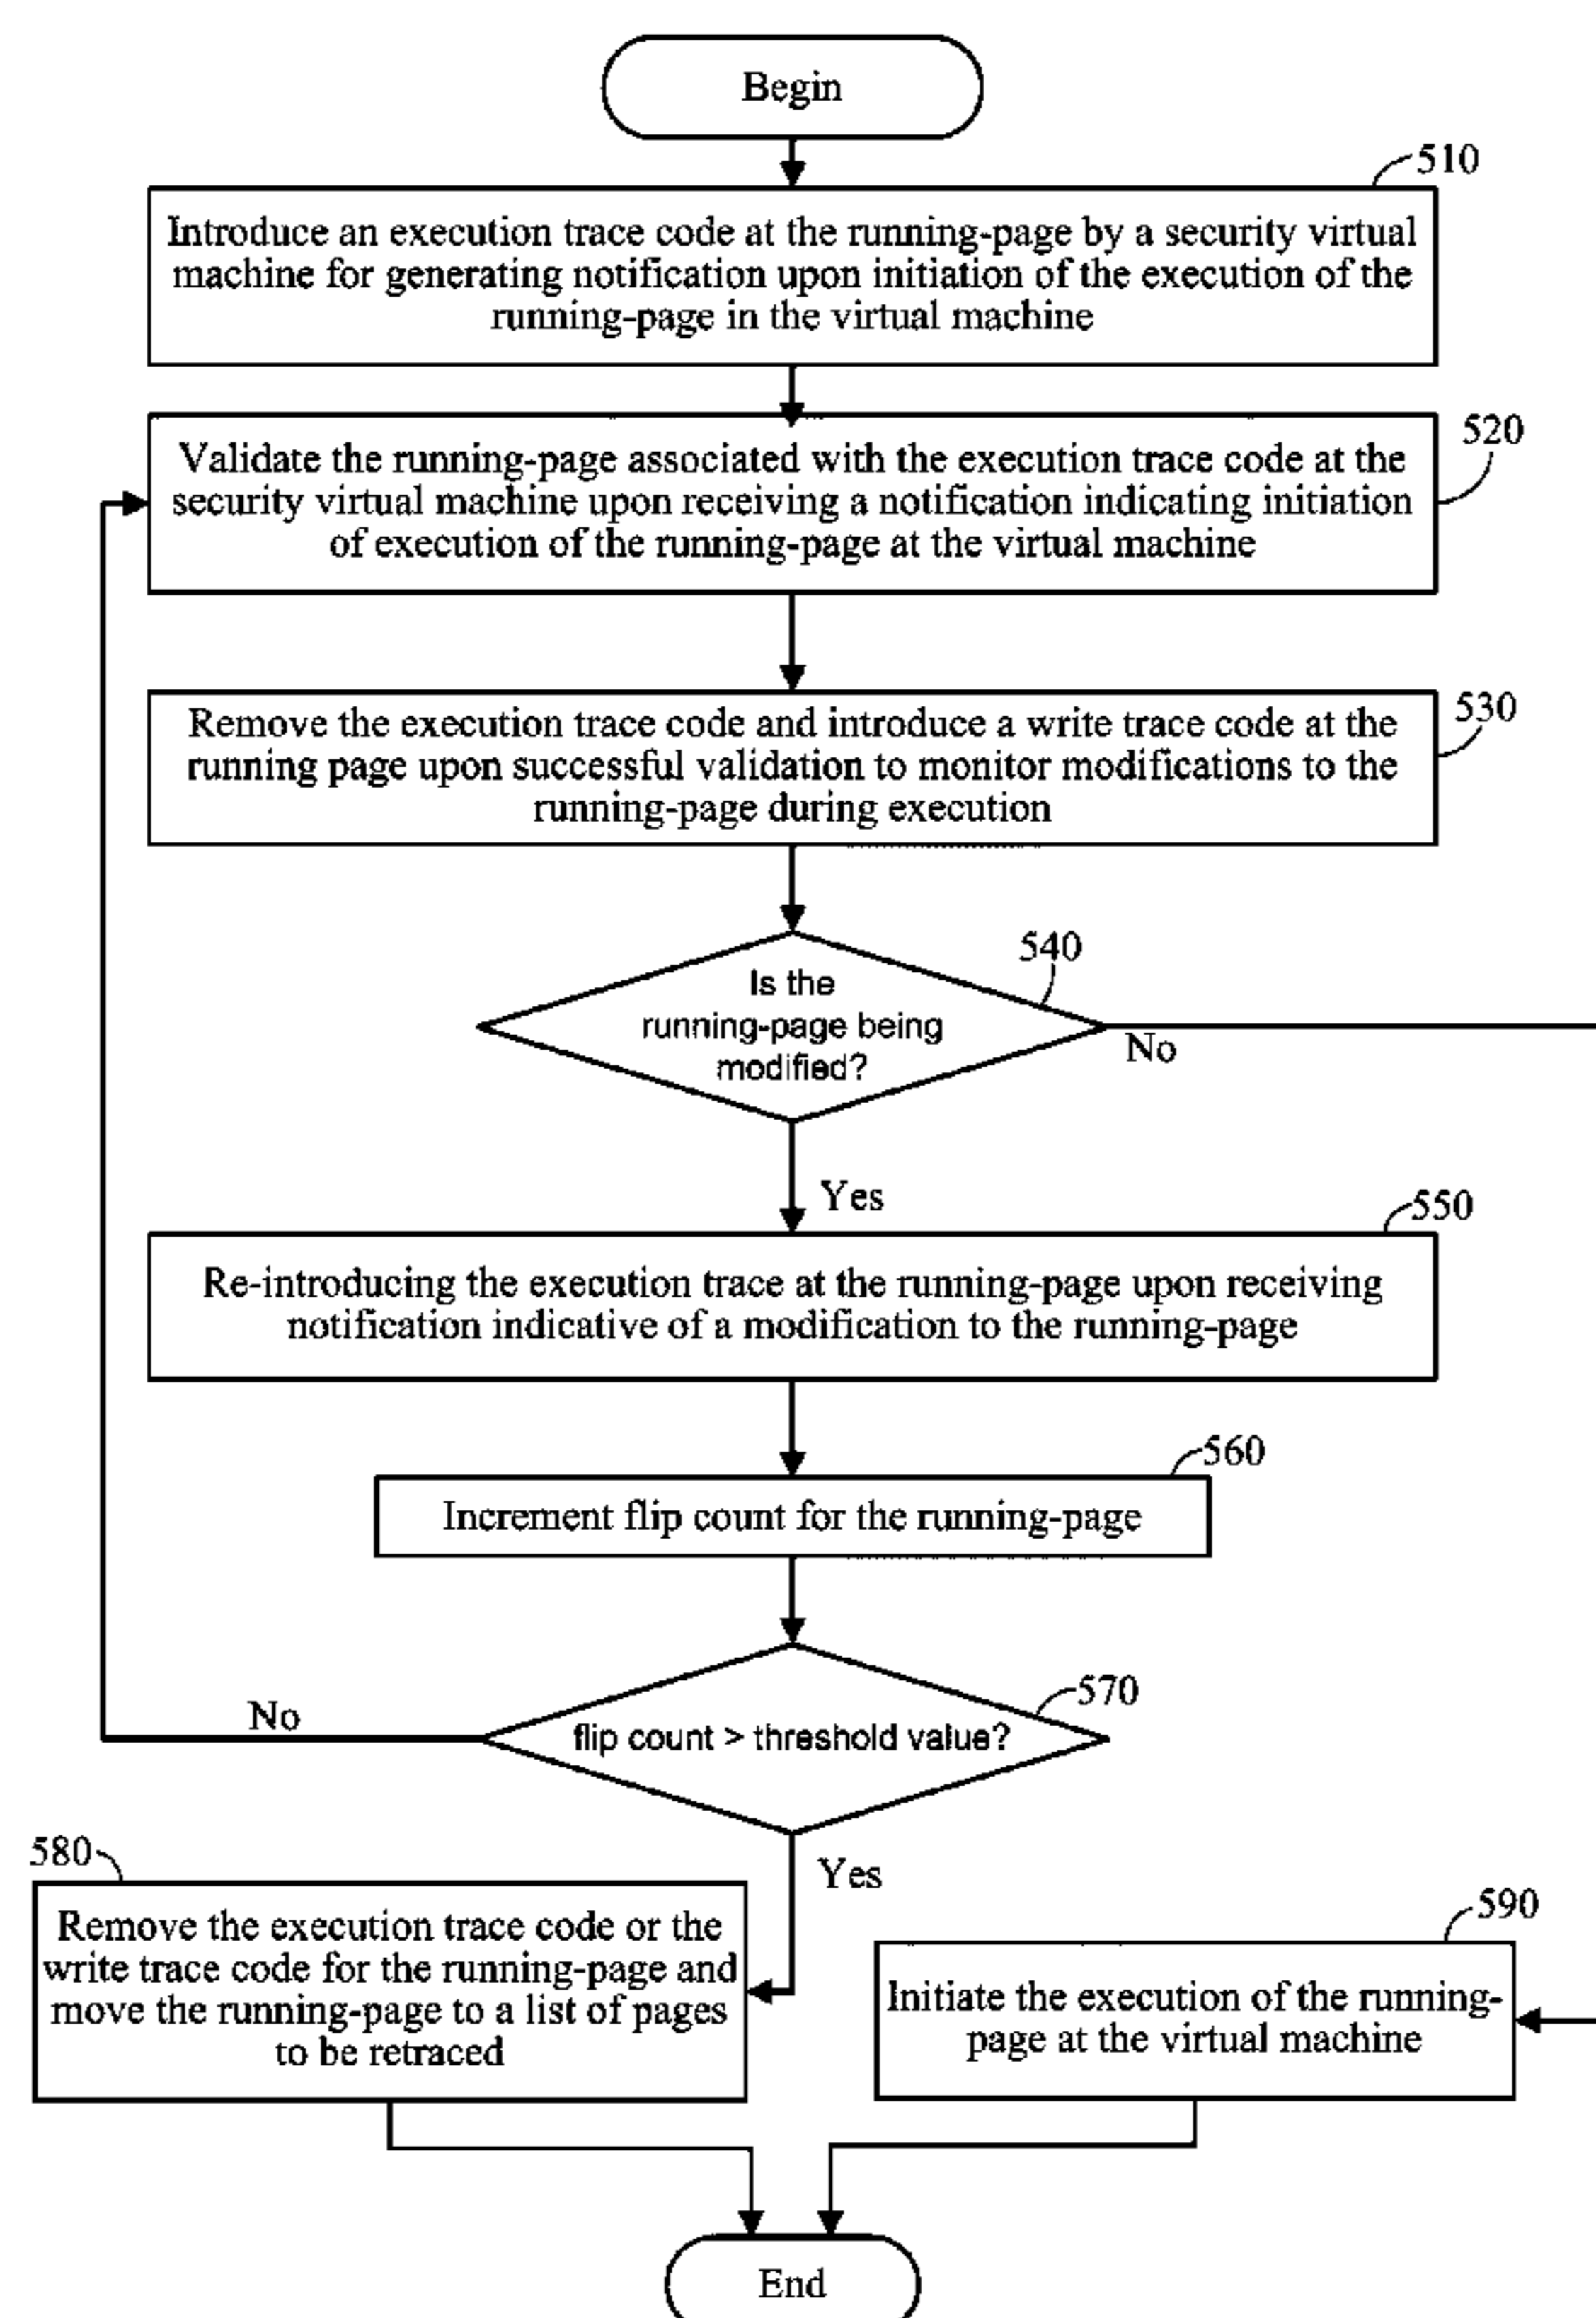 Begin
510
Introduce an execution trace code at the running-page by a security virtual
machine for generating notification upon initiation of the execution of the
running-page in the virtual machine
520
Validate the running-page associated with the execution trace code at the
security virtual machine upon receiving a notification indicating initiation
of execution of the running-page at the virtual machine
530
Remove the execution trace code and introduce a write trace code at the
running page upon successful validation to monitor modifications to the
running-page during execution
540
Is the
running-page being
modified?
No
Yes
550
Re-introducing the execution trace at the running-page upon receiving
notification indicative of a modification to the running-page
560
Increment flip count for the running-page
570
flip count > threshold value?
No
Yes
580
Remove the execution trace code or the
write trace code for the running-page and
move the running-page to a list of pages
to be retraced
590
Initiate the execution of the running-
page at the virtual machine
End